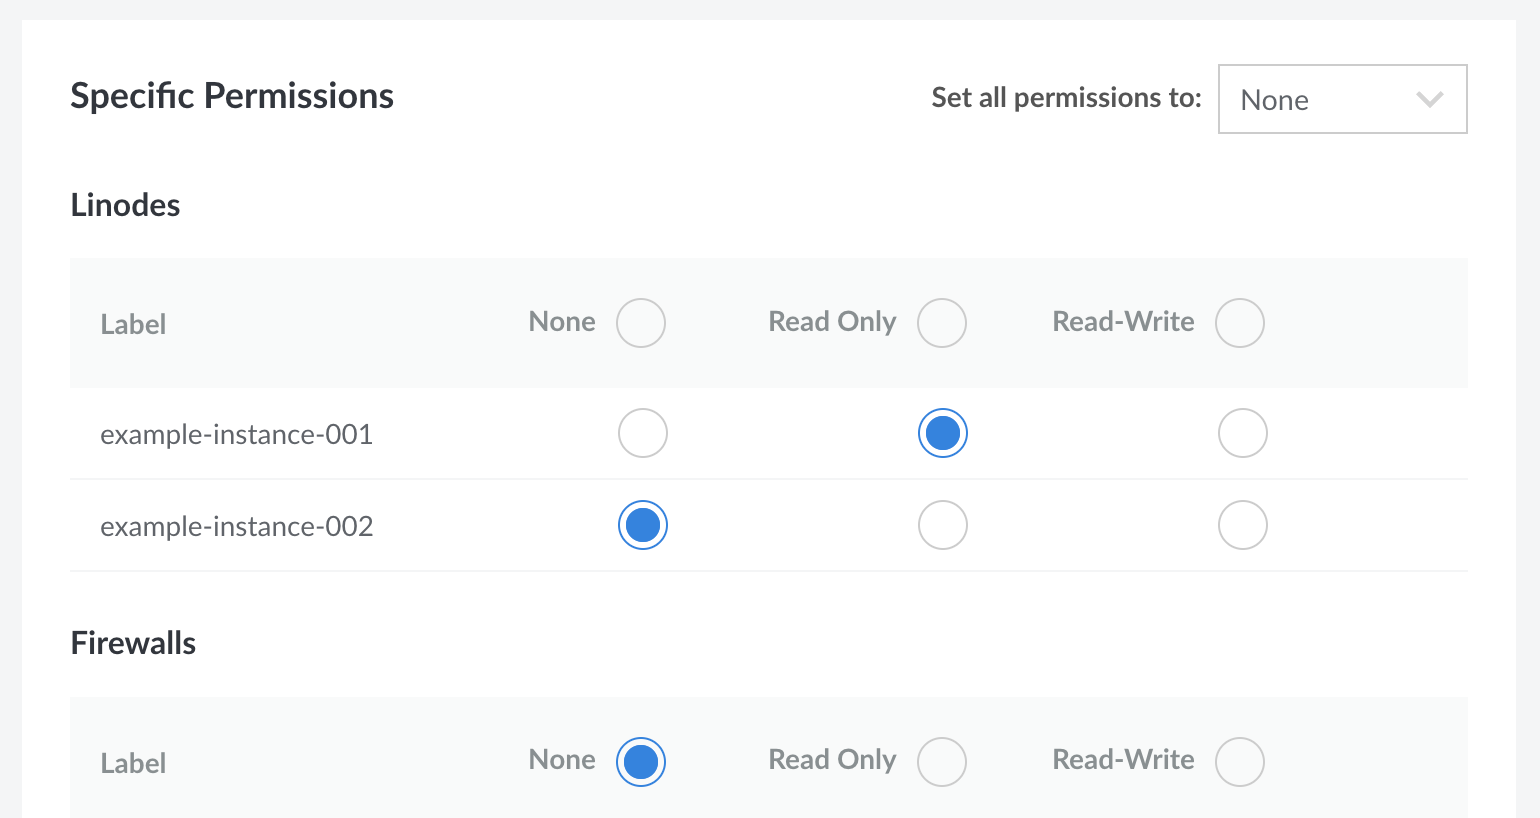 Specific Permissions
Set all permissions to: None
Linodes
Label None Read Only Read-Write
example-instance-001
example-instance-002
Firewalls
Label None Read Only Read-Write